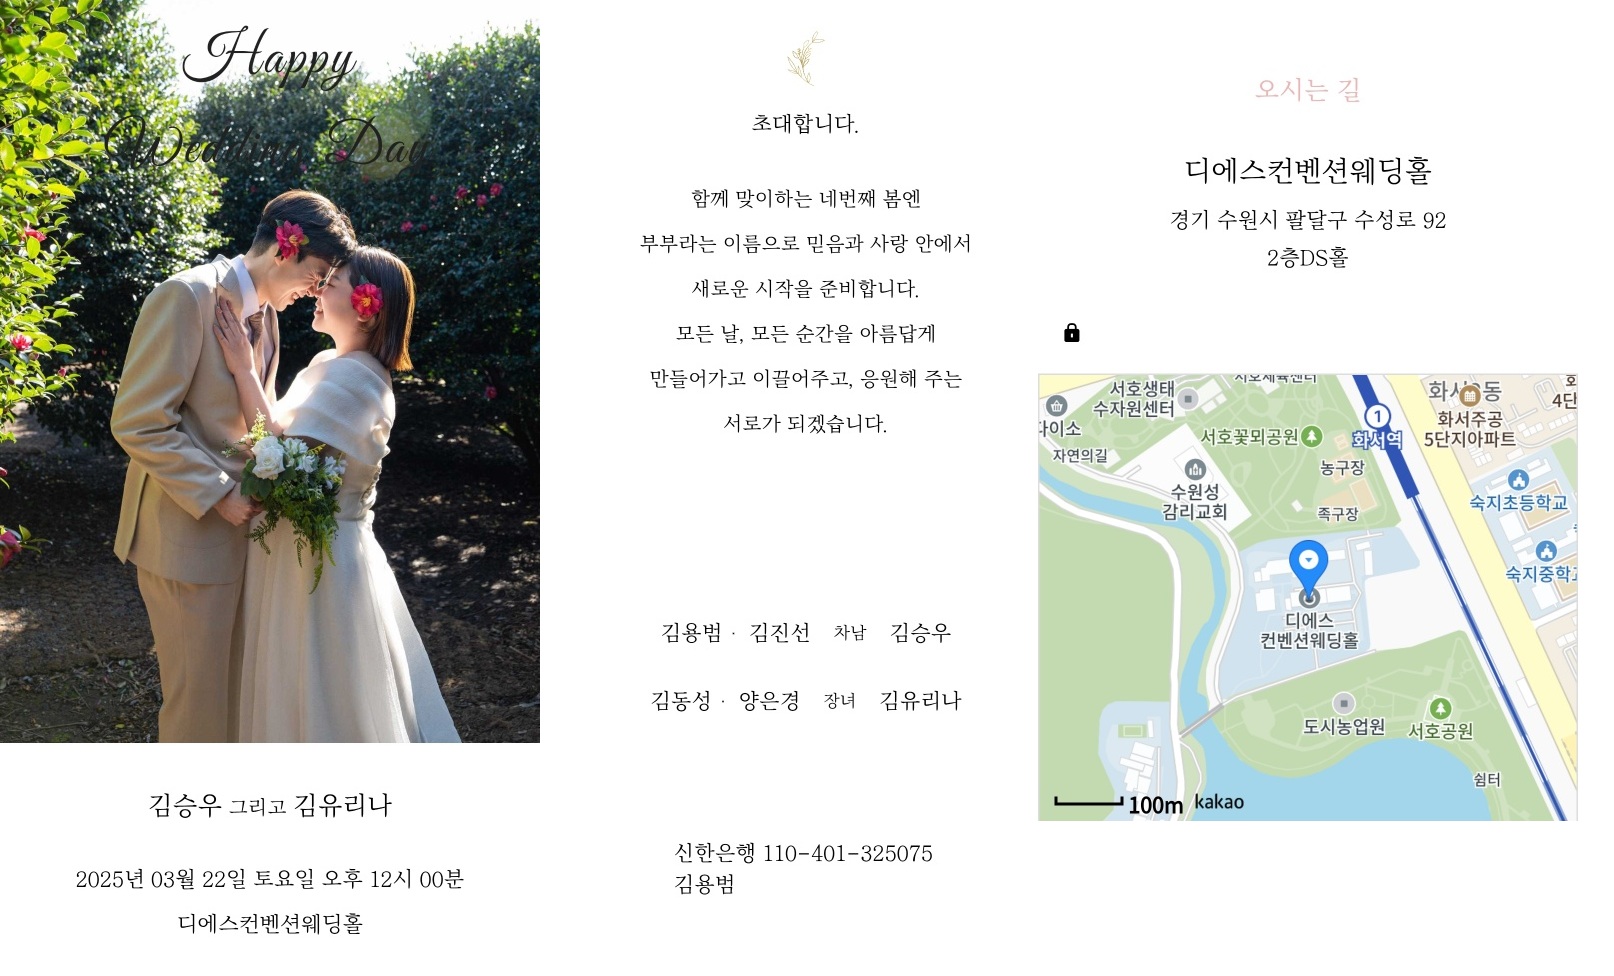 Happy
Wedding Day
김승우 그리고 김유리나
2025년 03월 22일 토요일 오후 12시 00분
디에스컨벤션웨딩홀
초대합니다.
함께 맞이하는 네번째 봄엔
부부라는 이름으로 믿음과 사랑 안에서
새로운 시작을 준비합니다.
모든 날, 모든 순간을 아름답게
만들어가고 이끌어주고, 응원해 주는
서로가 되겠습니다.
김용범 · 김진선 차남 김승우
김동성 · 양은경 장녀 김유리나
신한은행 110-401-325075
김용범
오시는 길
디에스컨벤션웨딩홀
경기 수원시 팔달구 수성로 92
2층DS홀
서호생태
수자원센터
서호체육센터
다이소
자연의길
서호꽃뫼공원
1
화서역
화서주공
5단지아파트
4단
농구장
수원성
감리교회
족구장
숙지초등학교
숙지중학교
디에스
컨벤션웨딩홀
도시농업원
서호공원
쉼터
100m kakao